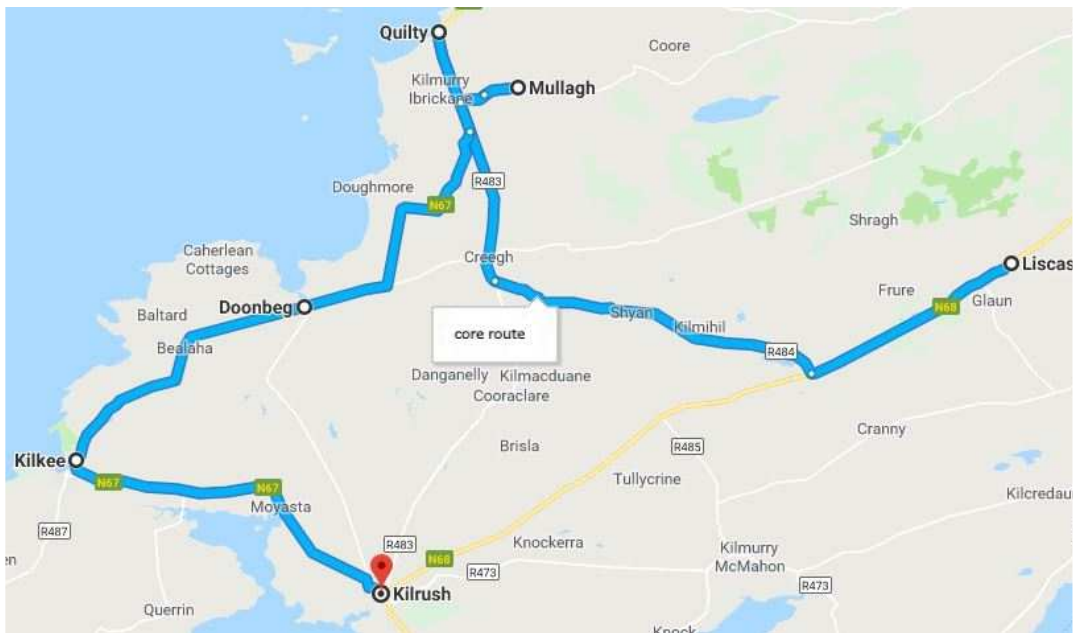 Quilty
Coore
Kilmurry
Ibrickane
Mullagh
R483
Doughmore
N67
Shragh
Caherlean
Cottages
Creegh
Liscas
Doonbeg
Frure
Glaun
N68
Baltard
Shyan
Bealaha
core route
Kilmihil
R484
Danganelly
Kilmacduane
Cooraclare
Cranny
Brisla
R485
Kilkee
N67
N67
Tullycrine
Moyasta
Kilcredau
R487
R483
N68
Knockerra
Kilmurry
McMahon
en
R473
R473
Kilrush
Querrin
Knock